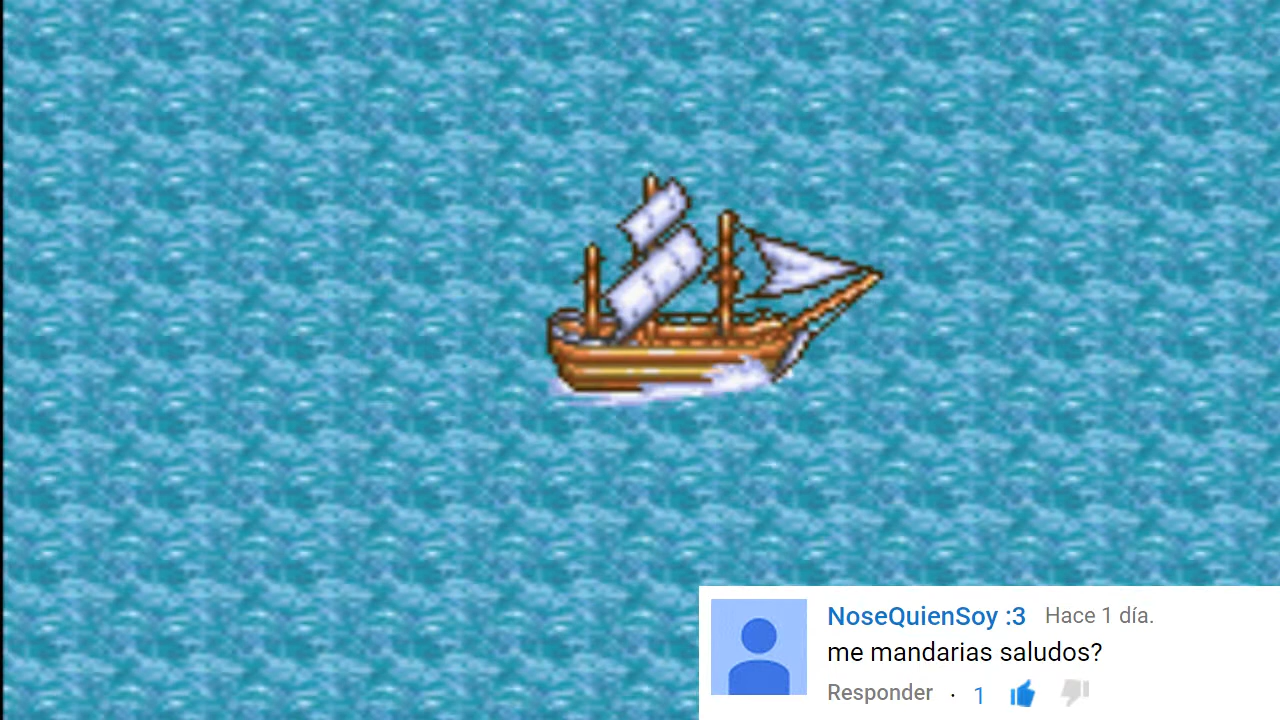 NoseQuienSoy :3 Hace 1 día.
me mandarias saludos?
Responder · 1